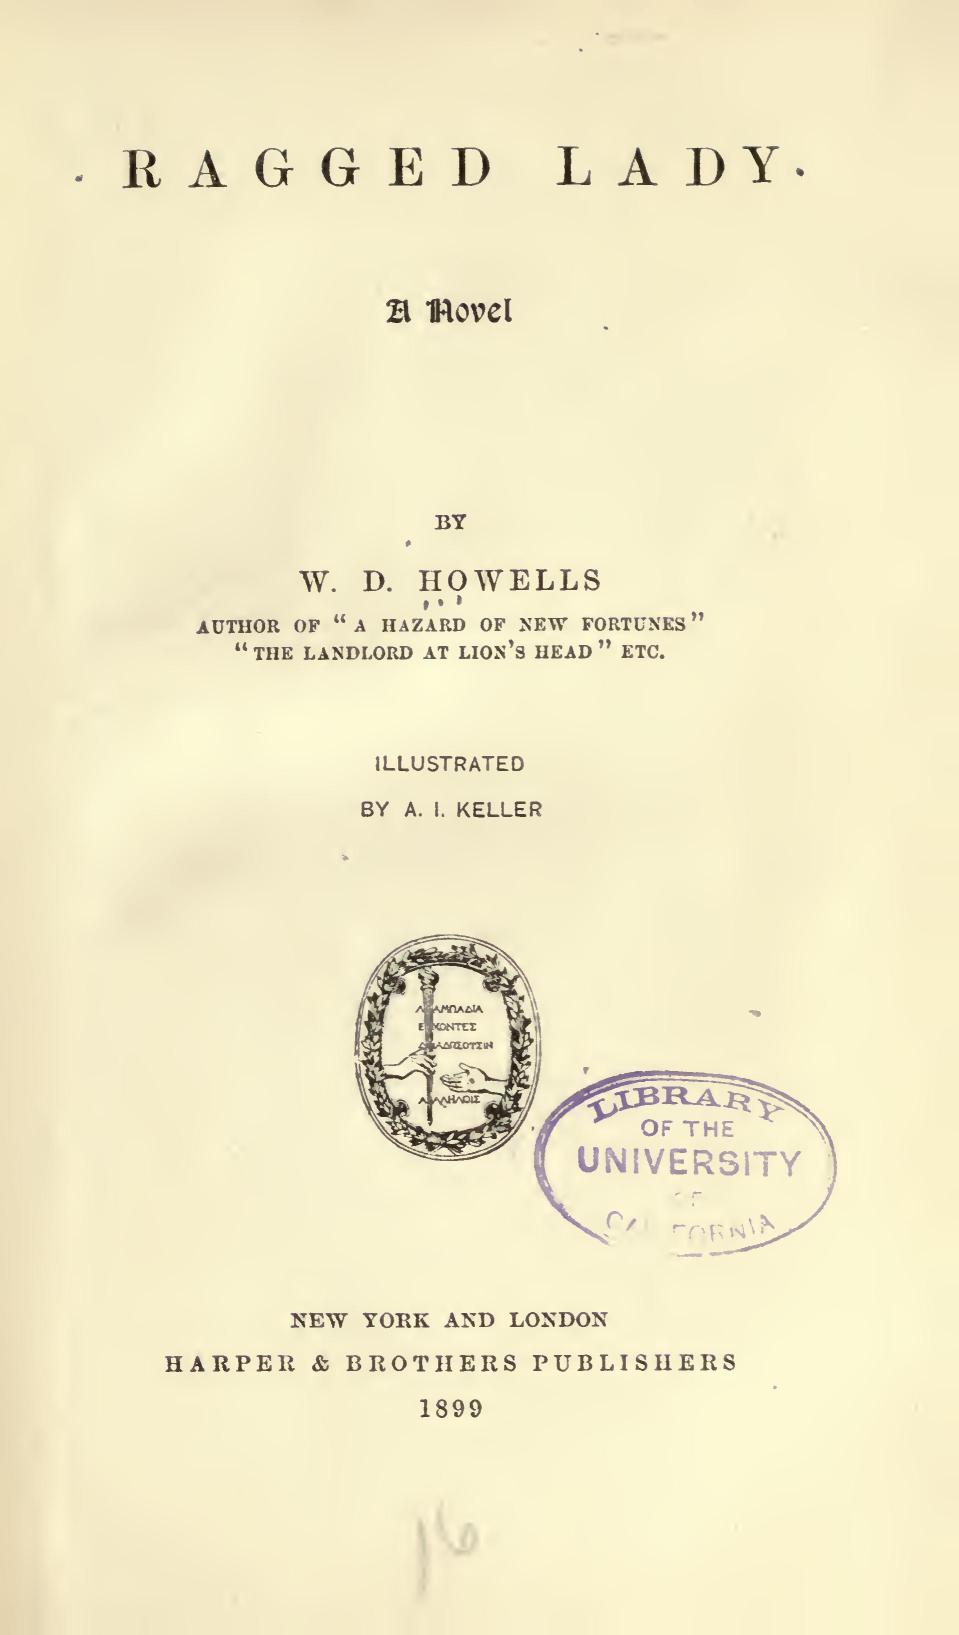 RAGGED LADY.
A Novel
BY
W. D. HOWELLS
AUTHOR OF “A HAZARD OF NEW FORTUNES”
“THE LANDLORD AT LION'S HEAD” ETC.
ILLUSTRATED
BY A. I. KELLER
ΛΑΜΠΑΔΙΑ
ΕΧΟΝΤΕΣ
ΔΙΑΔΩΣΟΥΣΙΝ
ΑΛΛΗΛΟΙΣ
LIBRARY
OF THE
UNIVERSITY
OF
CALIFORNIA
NEW YORK AND LONDON
HARPER & BROTHERS PUBLISHERS
1899
16